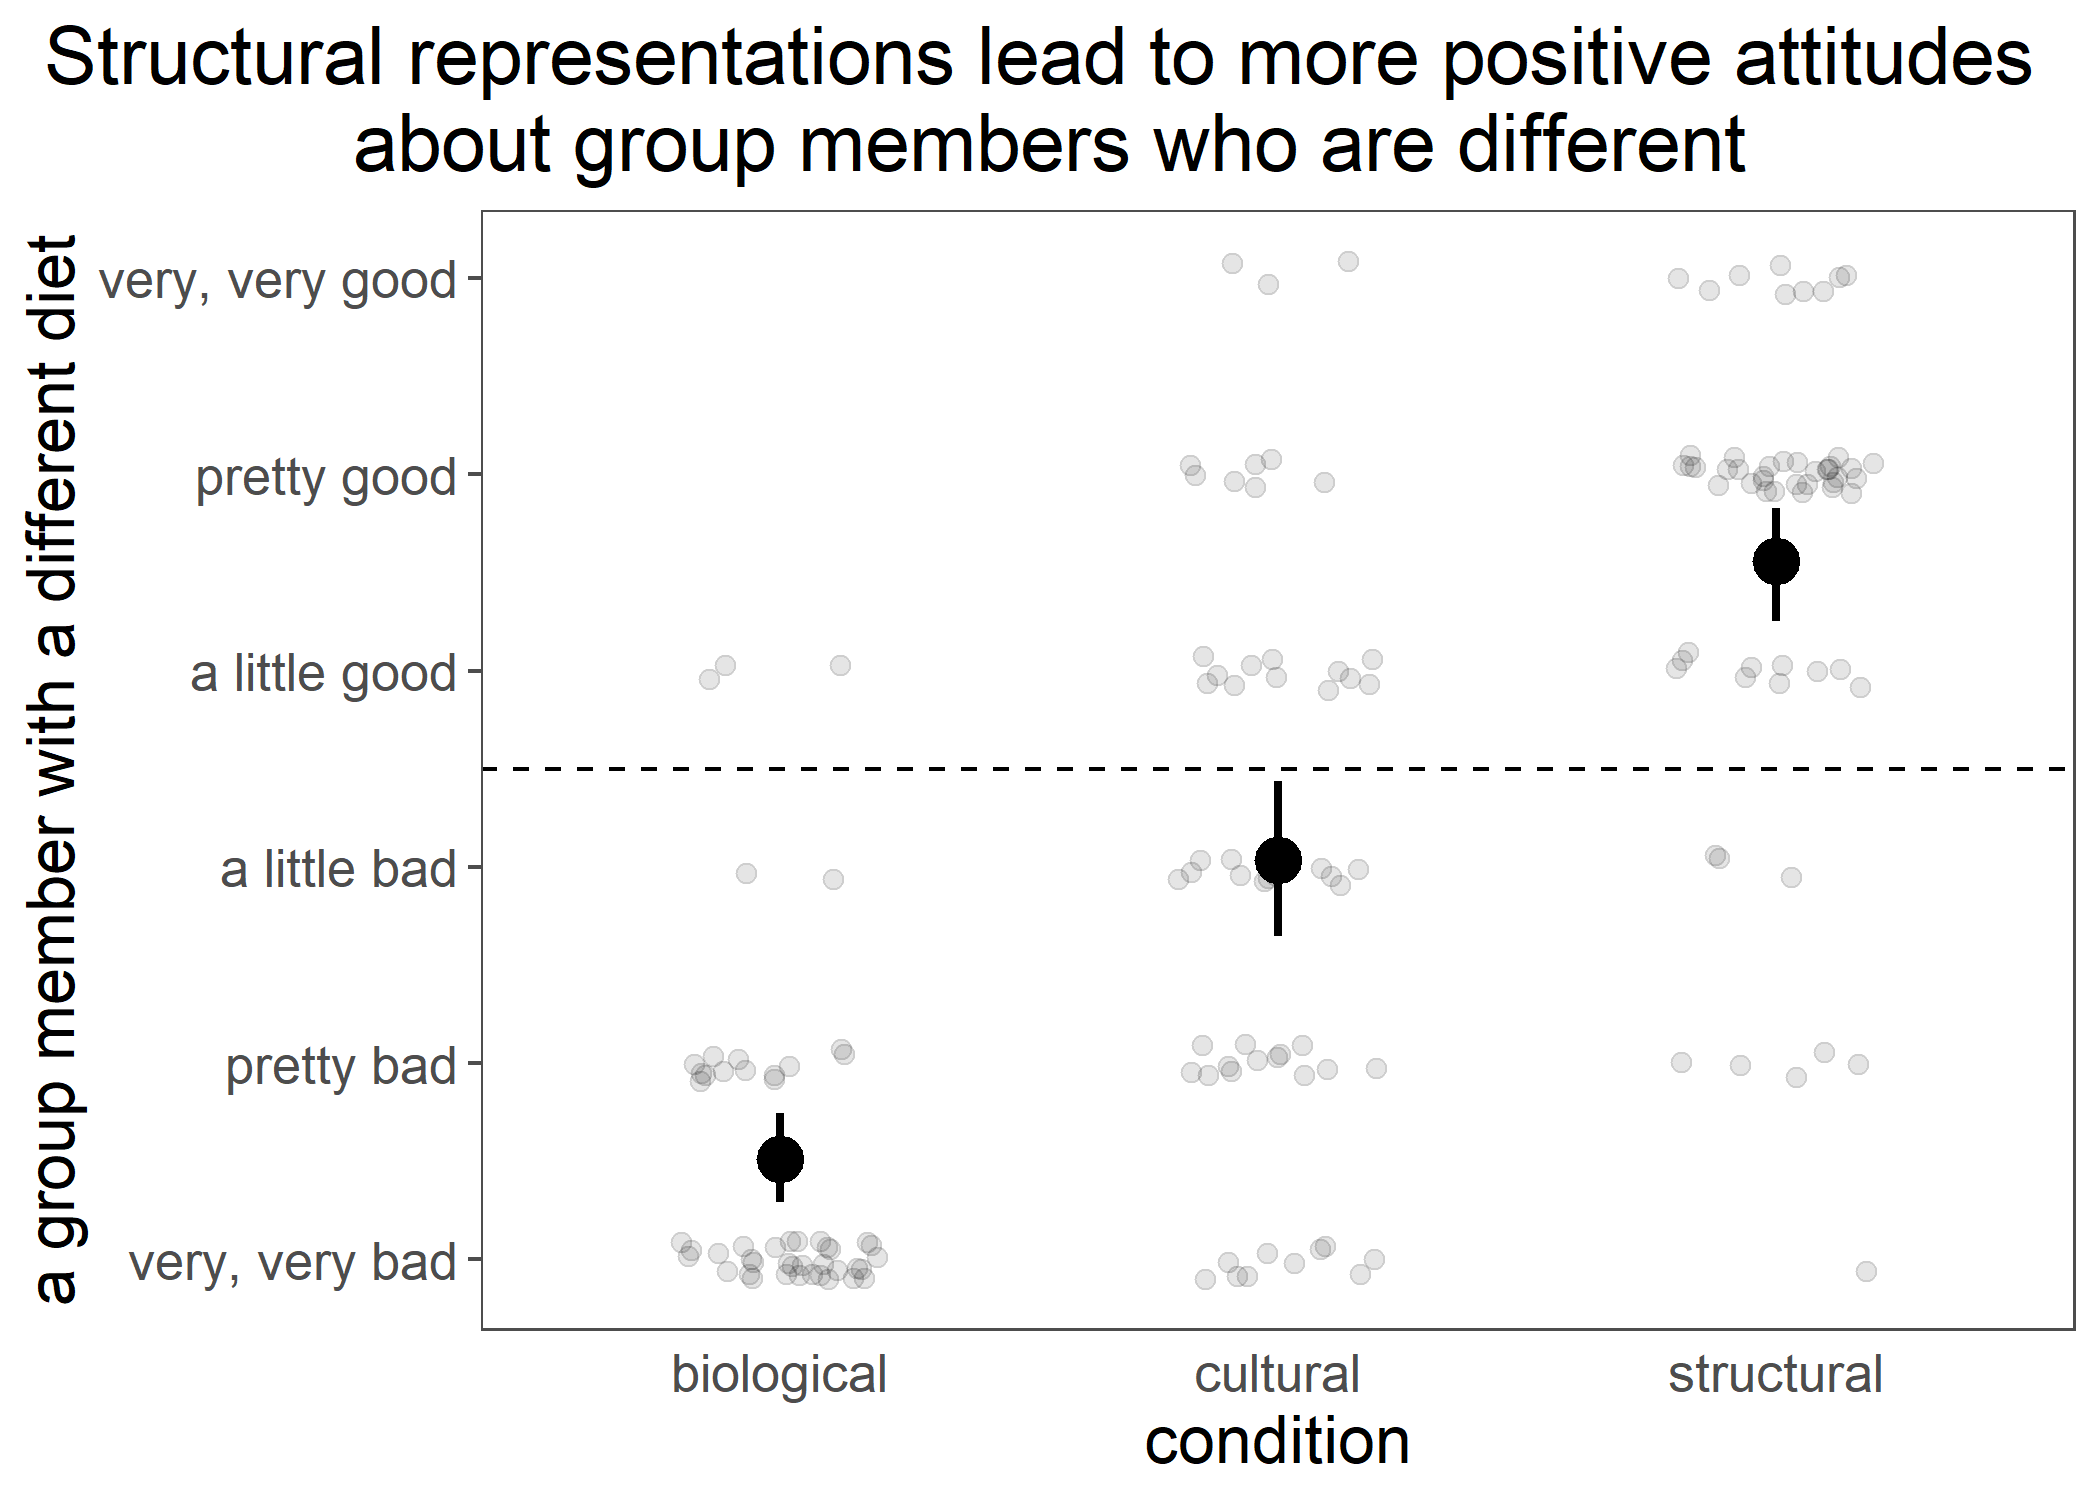 Structural representations lead to more positive attitudes
about group members who are different
a group member with a different diet
very, very good
pretty good
a little good
a little bad
pretty bad
very, very bad
biological
cultural
structural
condition